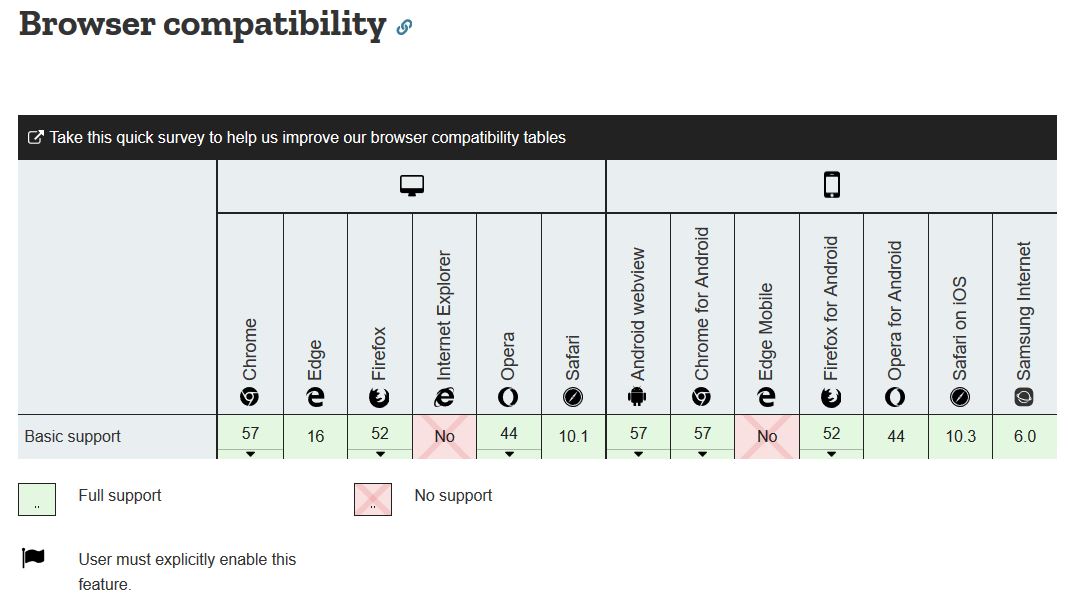 Browser compatibility
Take this quick survey to help us improve our browser compatibility tables
Chrome
Edge
Firefox
Internet Explorer
Opera
Safari
Android webview
Chrome for Android
Edge Mobile
Firefox for Android
Opera for Android
Safari on iOS
Samsung Internet
Basic support 57 16 52 No 44 10.1 57 57 No 52 44 10.3 6.0
.. Full support .. No support
User must explicitly enable this
feature.